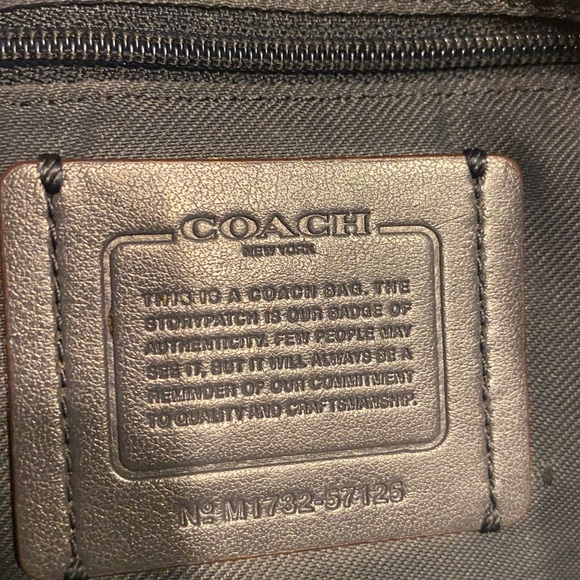 COACH
NEW YORK
THIS IS A COACH BAG. THE
STORYPATCH IS OUR BADGE OF
AUTHENTICITY. FEW PEOPLE MAY
SEE IT, BUT IT WILL ALWAYS BE A
REMINDER OF OUR COMMITMENT
TO QUALITY AND CRAFTSMANSHIP.
Nº M1732-57125